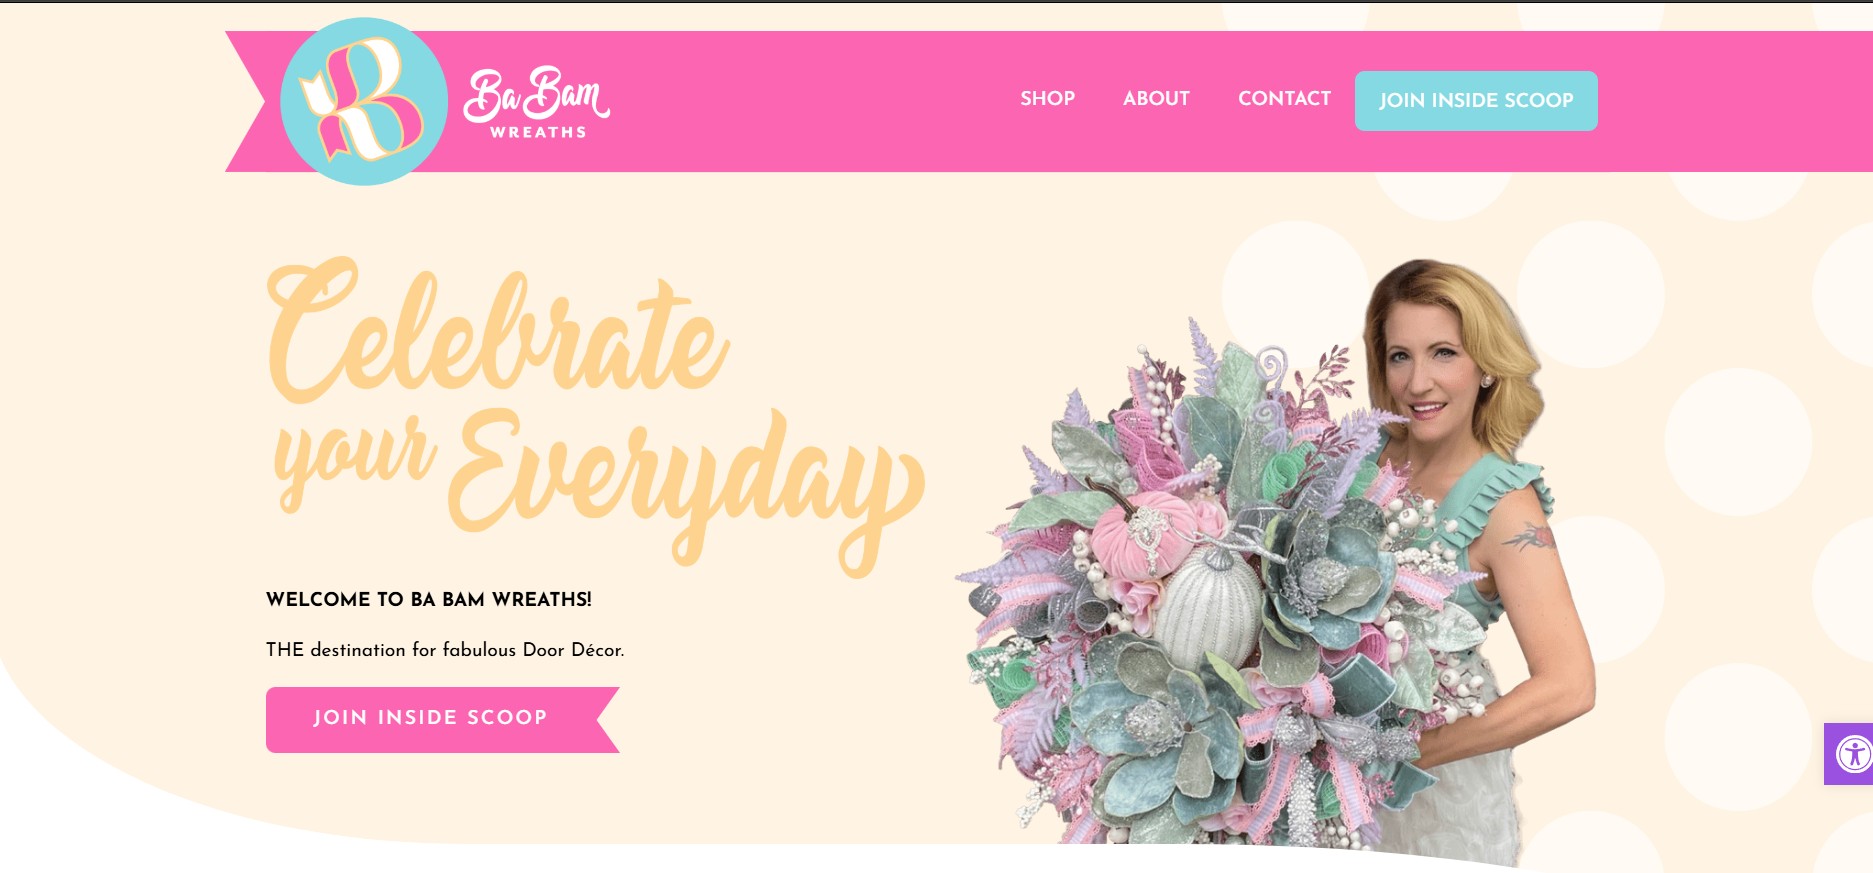 Ba Bam
WREATHS
SHOP
ABOUT
CONTACT
JOIN INSIDE SCOOP
Celebrate
your Everyday
WELCOME TO BA BAM WREATHS!
THE destination for fabulous Door Décor.
JOIN INSIDE SCOOP